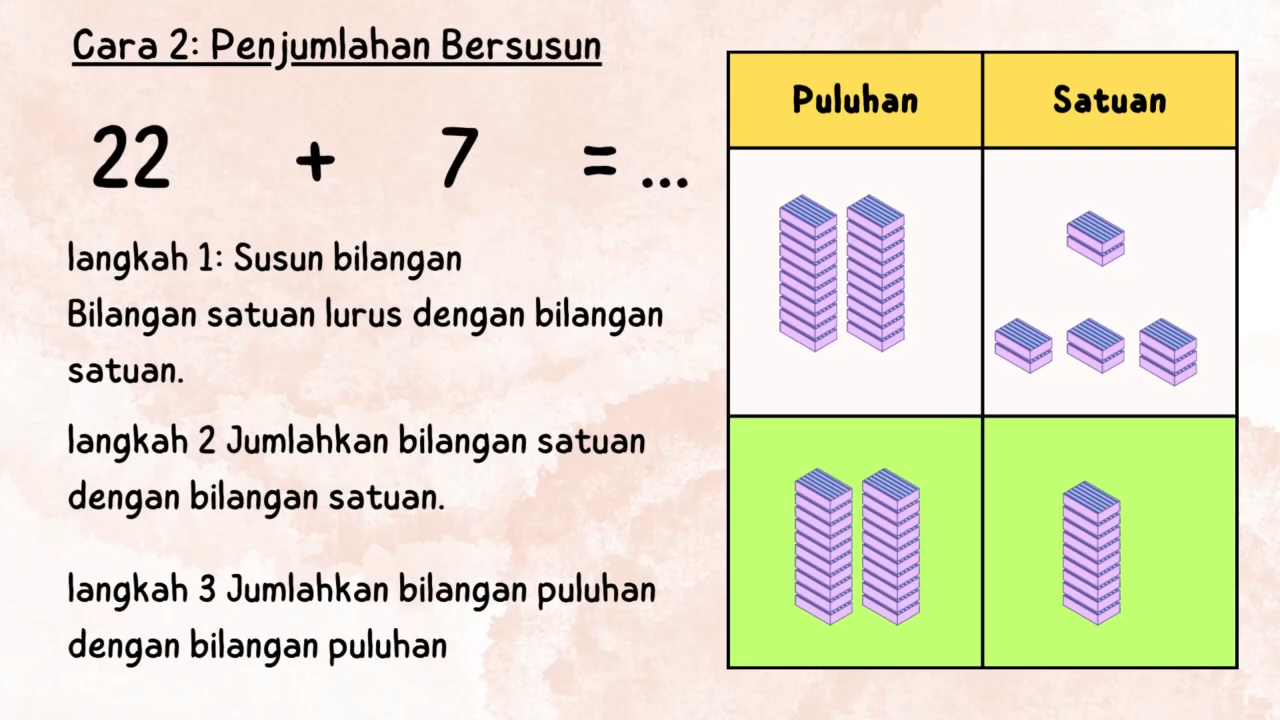 Cara 2: Penjumlahan Bersusun
22 + 7 = ...
langkah 1: Susun bilangan
Bilangan satuan lurus dengan bilangan
satuan.
langkah 2 Jumlahkan bilangan satuan
dengan bilangan satuan.
langkah 3 Jumlahkan bilangan puluhan
dengan bilangan puluhan
Puluhan Satuan